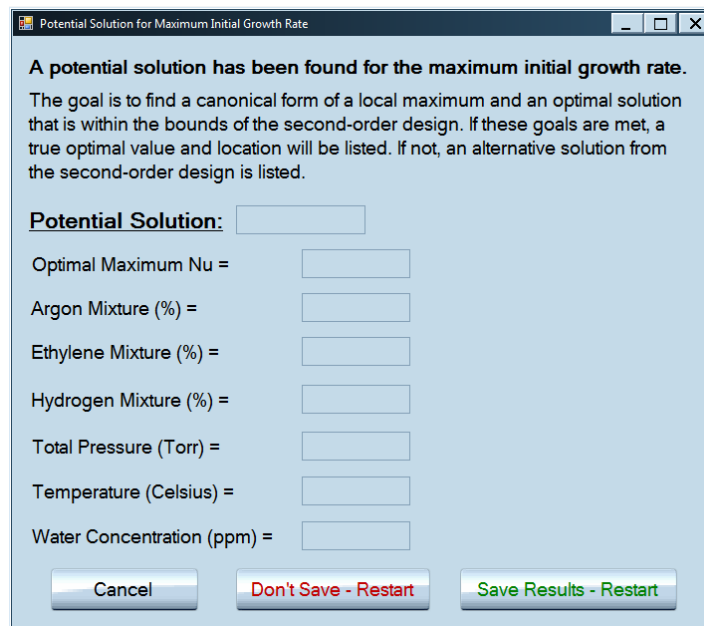 Potential Solution for Maximum Initial Growth Rate
A potential solution has been found for the maximum initial growth rate.
The goal is to find a canonical form of a local maximum and an optimal solution
that is within the bounds of the second-order design. If these goals are met, a
true optimal value and location will be listed. If not, an alternative solution from
the second-order design is listed.
Potential Solution:
Optimal Maximum Nu =
Argon Mixture (%) =
Ethylene Mixture (%) =
Hydrogen Mixture (%) =
Total Pressure (Torr) =
Temperature (Celsius) =
Water Concentration (ppm) =
Cancel
Don't Save - Restart
Save Results - Restart